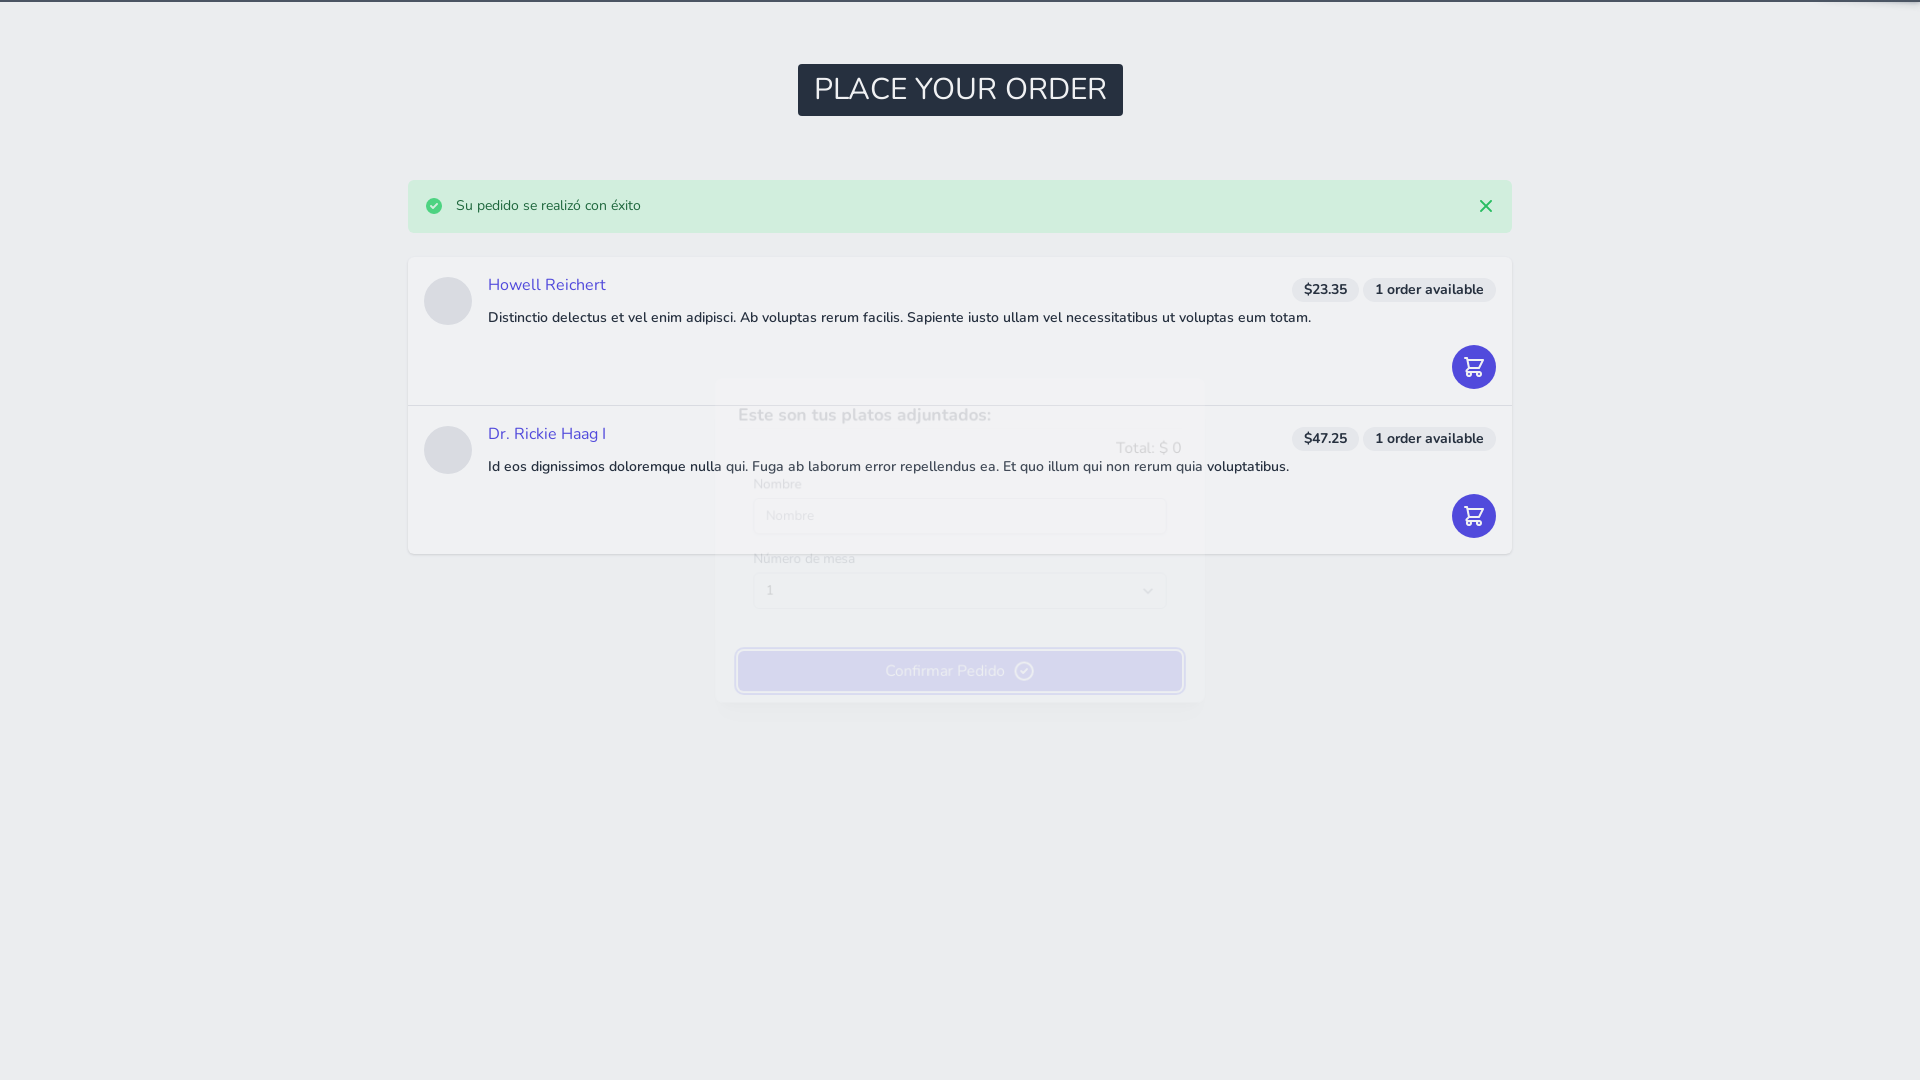 PLACE YOUR ORDER
Su pedido se realizó con éxito
Howell Reichert
$23.35 1 order available
Distinctio delectus et vel enim adipisci. Ab voluptas rerum facilis. Sapiente iusto ullam vel necessitatibus ut voluptas eum totam.
Este son tus platos adjuntados:
Dr. Rickie Haag I
$47.25 1 order available
Total: $ 0
Id eos dignissimos doloremque nulla qui. Fuga ab laborum error repellendus ea. Et quo illum qui non rerum quia voluptatibus.
Nombre
Nombre
Número de mesa
1
Confirmar Pedido